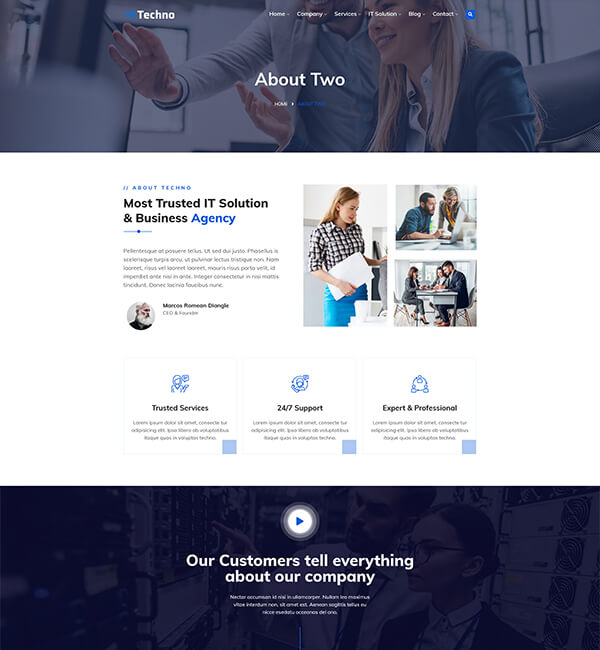 Techno
Home Company Services IT Solution Blog Contact
About Two
HOME > ABOUT TWO
// ABOUT TECHNO
Most Trusted IT Solution
& Business Agency
Pellentesque at posuere tellus. Ut sed dui justo. Phasellus is
scelerisque turpis arcu, ut pulvinar lectus tristique non. Nam
laoreet, risus vel laoreet laoreet, mauris risus porta velit, id
imperdiet ante nisi in ante. Integer consectetur in nisi mattis
tincidunt. Donec lacinia faucibus nunc.
Marcos Romean Diangle
CEO & Founder
Trusted Services
Lorem ipsum dolor sit amet, consecte tur
adipisicing elit. Ipsa libero ab voluptatibus
itaque quos in voluptas techno.
24/7 Support
Lorem ipsum dolor sit amet, consecte tur
adipisicing elit. Ipsa libero ab voluptatibus
itaque quos in voluptas techno.
Expert & Professional
Lorem ipsum dolor sit amet, consecte tur
adipisicing elit. Ipsa libero ab voluptatibus
itaque quos in voluptas techno.
Our Customers tell everything
about our company
Nectar accumsan id nisi in ullamcorper. Nullam leo maximus
vitae interdum non, sit amet est. Aenean sagittis tellus eu
nicce esedatu occeanos del ano.